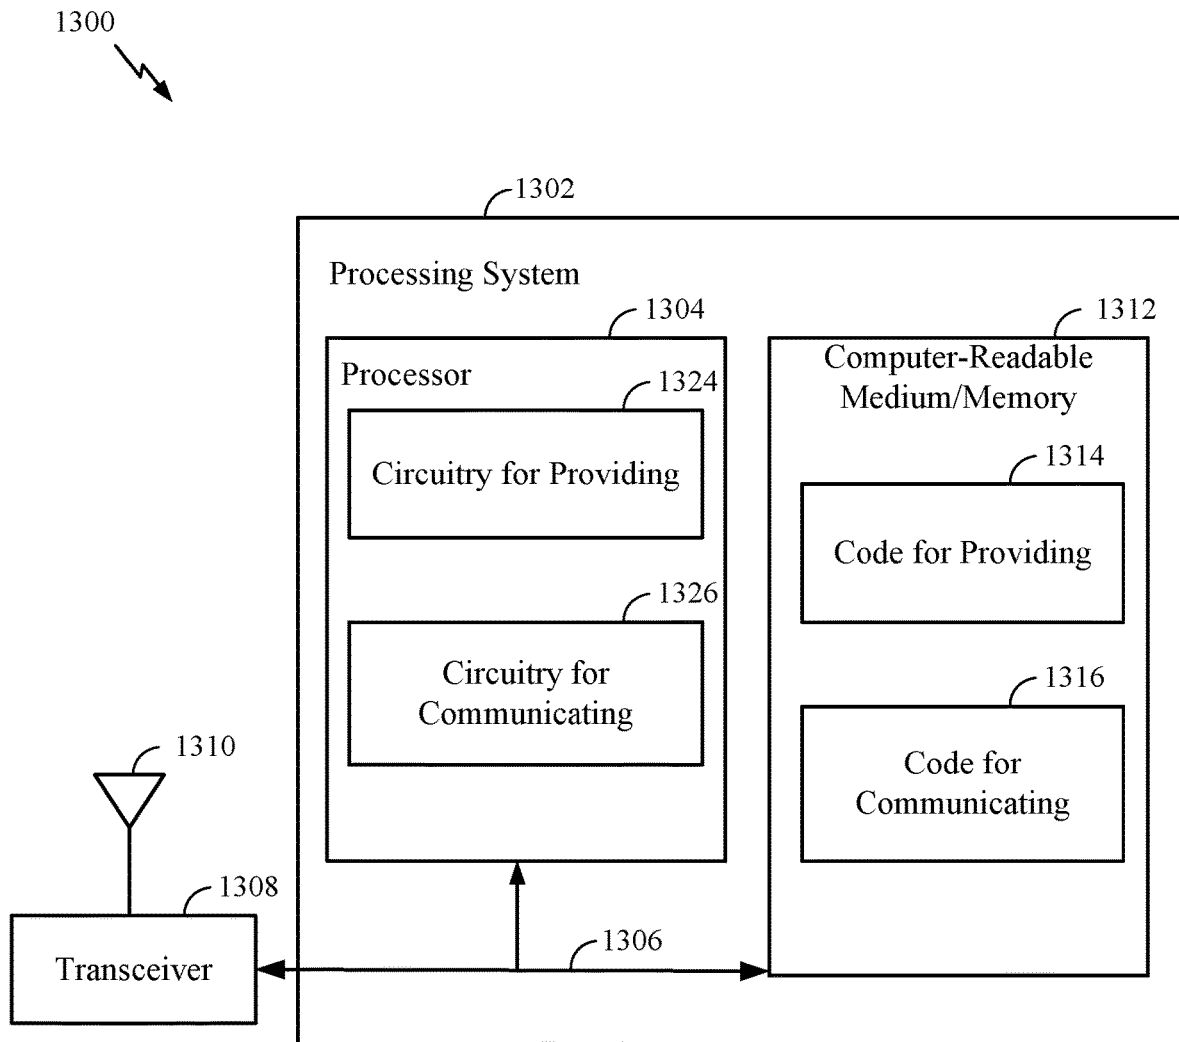 1300
1302
Processing System
1304
1312
Processor
Computer-Readable
Medium/Memory
1324
Circuitry for Providing
1314
Code for Providing
1326
Circuitry for
Communicating
1316
Code for
Communicating
1310
1308
Transceiver
1306